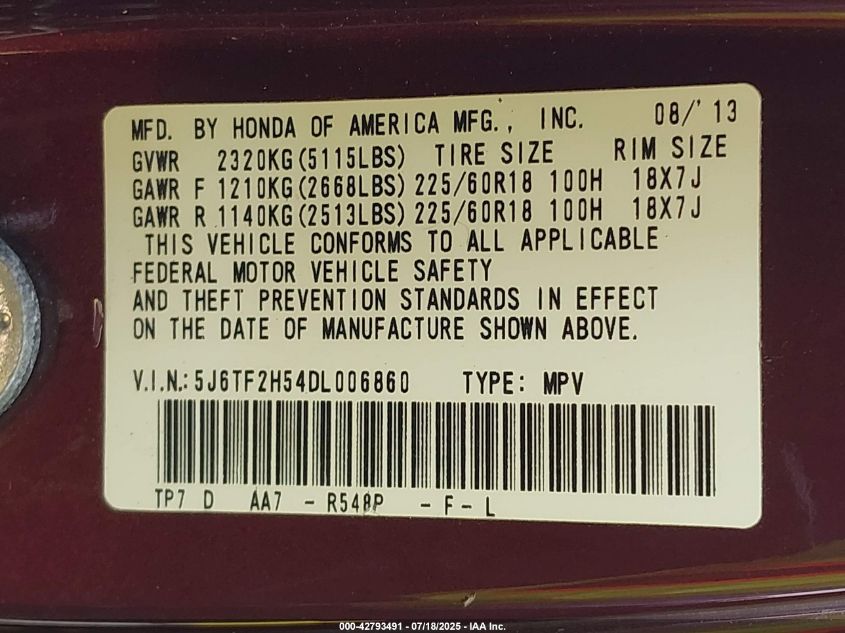 MFD. BY HONDA OF AMERICA MFG., INC. 08/'13
GVWR 2320KG(5115LBS) TIRE SIZE RIM SIZE
GAWR F 1210KG(2668LBS) 225/60R18 100H 18X7J
GAWR R 1140KG(2513LBS) 225/60R18 100H 18X7J
THIS VEHICLE CONFORMS TO ALL APPLICABLE
FEDERAL MOTOR VEHICLE SAFETY
AND THEFT PREVENTION STANDARDS IN EFFECT
ON THE DATE OF MANUFACTURE SHOWN ABOVE.
V.I.N.: 5J6TF2H54DL006860 TYPE: MPV
TP7 D AA7 - R548P - F - L
000-42793491 - 07/18/2025 - IAA Inc.